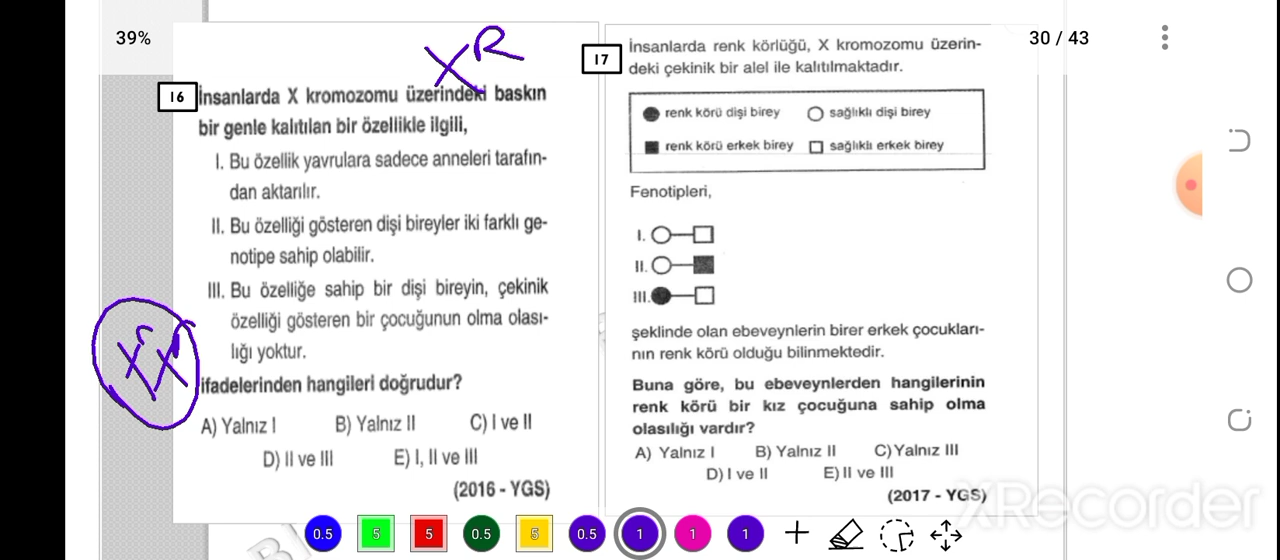 39%
30 / 43
X^R
16
İnsanlarda X kromozomu üzerindeki baskın
bir genle kalıtılan bir özellikle ilgili,
I. Bu özellik yavrulara sadece anneleri tarafın-
dan aktarılır.
II. Bu özelliği gösteren dişi bireyler iki farklı ge-
notipe sahip olabilir.
III. Bu özelliğe sahip bir dişi bireyin, çekinik
özelliği gösteren bir çocuğunun olma olası-
lığı yoktur.
X^r X^r
ifadelerinden hangileri doğrudur?
A) Yalnız I B) Yalnız II C) I ve II
D) II ve III E) I, II ve III
(2016 - YGS)
17
İnsanlarda renk körlüğü, X kromozomu üzerin-
deki çekinik bir alel ile kalıtılmaktadır.
renk körü dişi birey sağlıklı dişi birey
renk körü erkek birey sağlıklı erkek birey
Fenotipleri,
I.
II.
III.
şeklinde olan ebeveynlerin birer erkek çocukları-
nın renk körü olduğu bilinmektedir.
Buna göre, bu ebeveynlerden hangilerinin
renk körü bir kız çocuğuna sahip olma
olasılığı vardır?
A) Yalnız I B) Yalnız II C) Yalnız III
D) I ve II E) II ve III
(2017 - YGS)
XRecorder
0.5 5 5 0.5 5 0.5 1 1 1